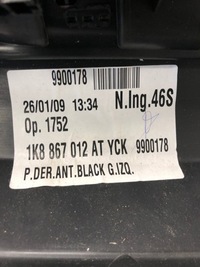 9900178
26/01/09 13:34 N.Ing.46S
Op. 1752
1K8 867 012 AT YCK 9900178
P.DER.ANT.BLACK G.IZQ.